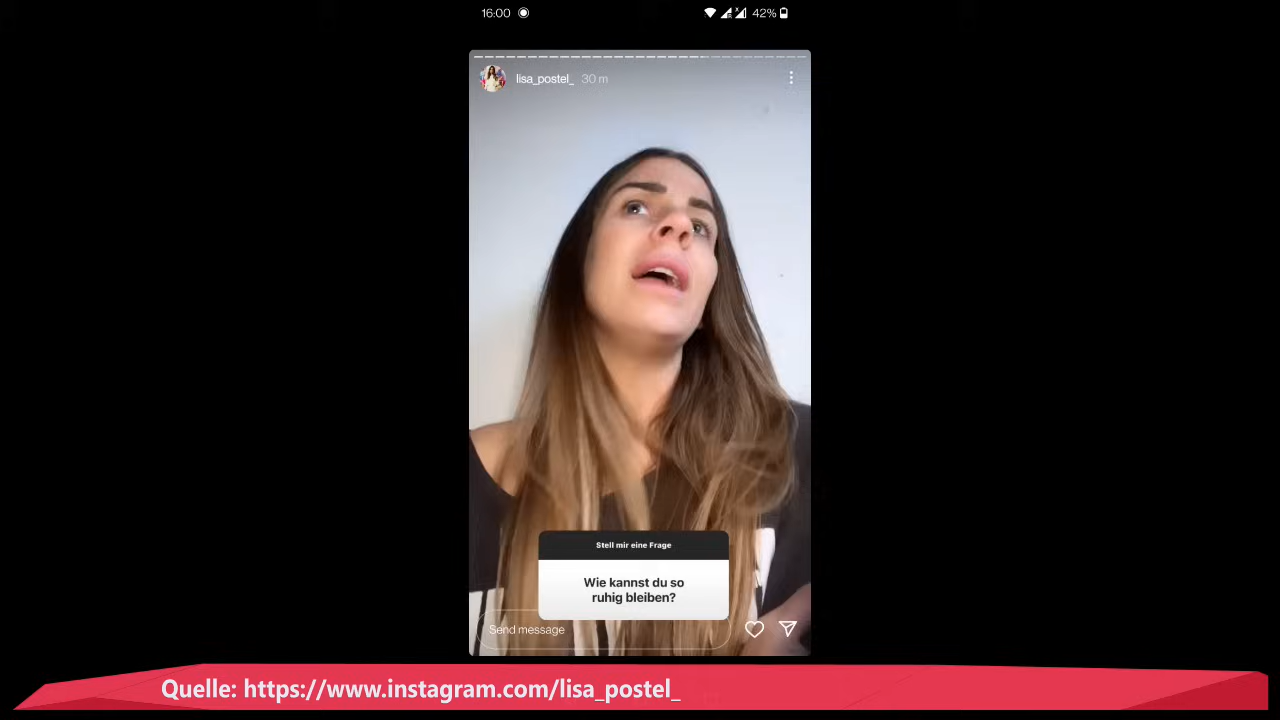 16:00
42%
lisa_postel_ 30 m
Stell mir eine Frage
Wie kannst du so
ruhig bleiben?
Send message
Quelle: https://www.instagram.com/lisa_postel_